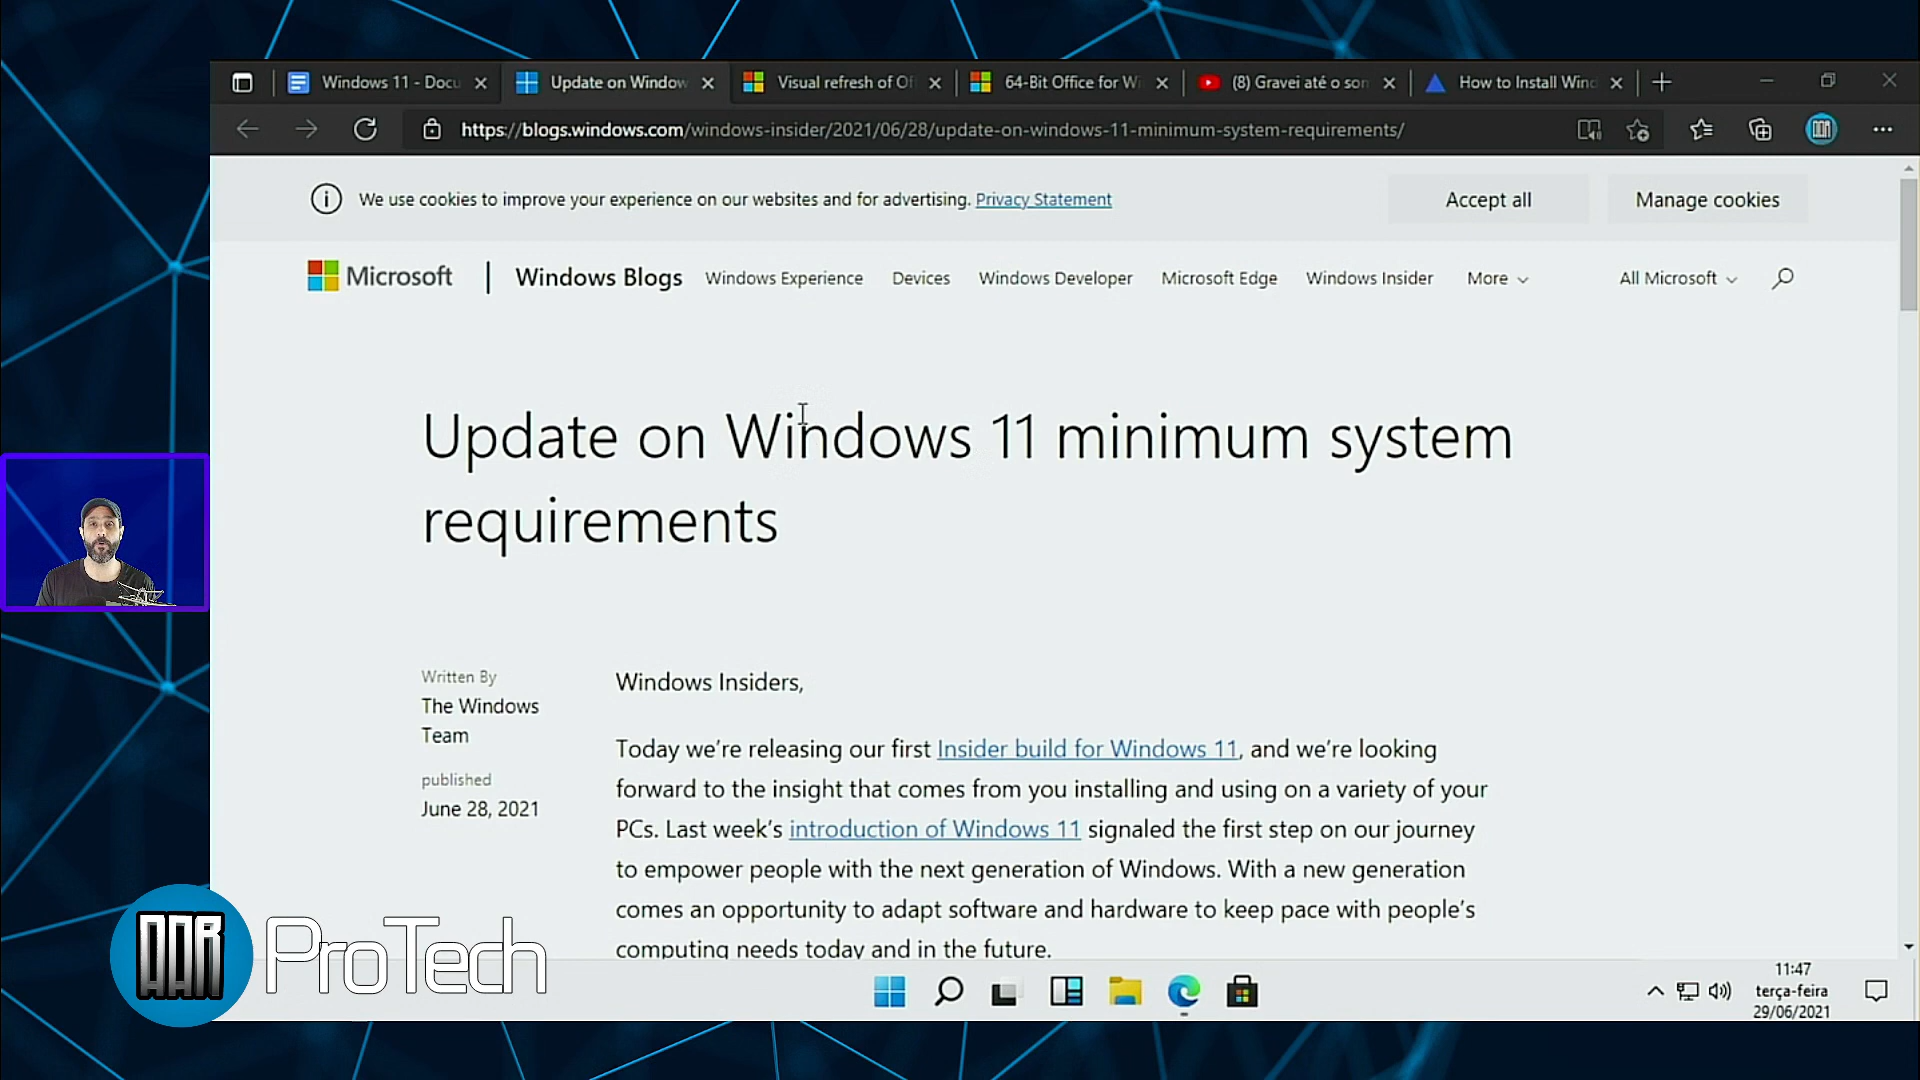 Windows 11 - Docu
Update on Window
Visual refresh of Of
64-Bit Office for Wi
(8) Gravei até o son
How to Install Wind
https://blogs.windows.com/windows-insider/2021/06/28/update-on-windows-11-minimum-system-requirements/
We use cookies to improve your experience on our websites and for advertising. Privacy Statement
Accept all
Manage cookies
Microsoft
Windows Blogs
Windows Experience
Devices
Windows Developer
Microsoft Edge
Windows Insider
More
All Microsoft
Update on Windows 11 minimum system
requirements
Written By
The Windows
Team
published
June 28, 2021
Windows Insiders,
Today we’re releasing our first Insider build for Windows 11, and we’re looking
forward to the insight that comes from you installing and using on a variety of your
PCs. Last week’s introduction of Windows 11 signaled the first step on our journey
to empower people with the next generation of Windows. With a new generation
comes an opportunity to adapt software and hardware to keep pace with people’s
computing needs today and in the future.
ProTech
11:47
terça-feira
29/06/2021